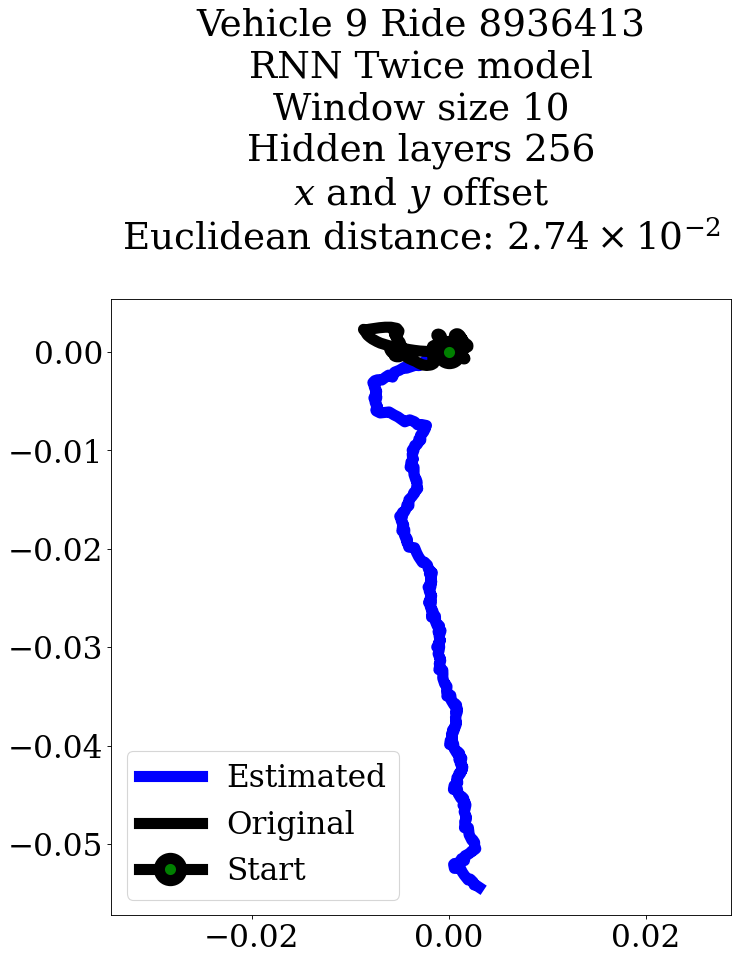 Vehicle 9 Ride 8936413
RNN Twice model
Window size 10
Hidden layers 256
x and y offset
Euclidean distance: 2.74 × 10⁻²
0.00
−0.01
−0.02
−0.03
−0.04
−0.05
Estimated
Original
Start
−0.02 0.00 0.02